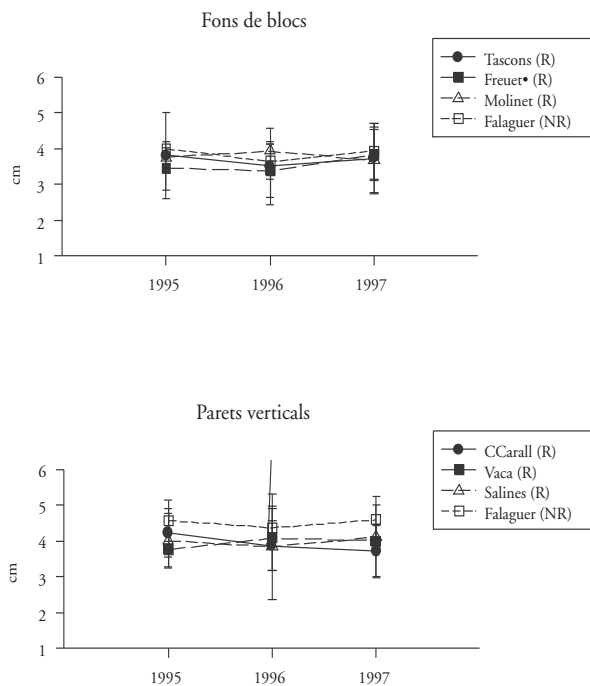 Fons de blocs
Tascons (R)
Freuet• (R)
Molinet (R)
Falaguer (NR)
6
5
4
3
2
1
cm
1995 1996 1997
Parets verticals
CCarall (R)
Vaca (R)
Salines (R)
Falaguer (NR)
6
5
4
3
2
1
cm
1995 1996 1997